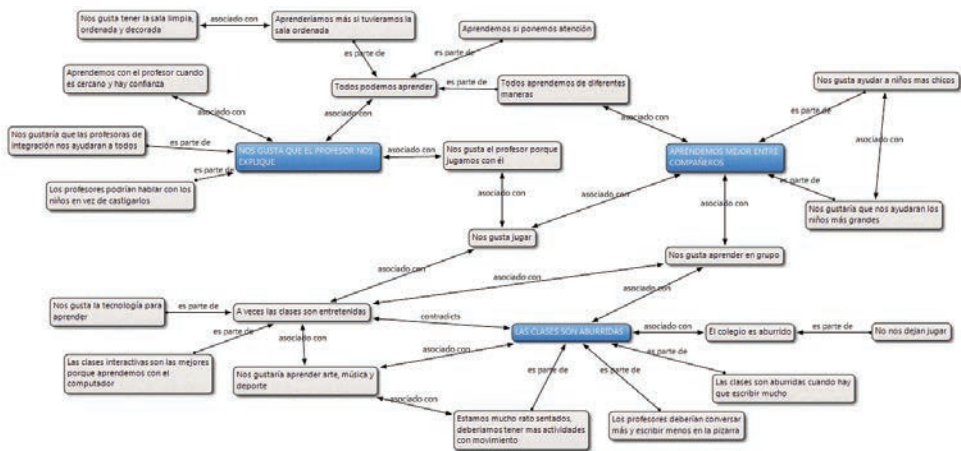 Nos gusta tener la sala limpia,
ordenada y decorada
asociado con
Aprenderíamos más si tuvieramos la
sala ordenada
Aprendemos si ponemos atención
es parte de
es parte de
Aprendemos con el profesor cuando
es cercano y hay confianza
Todos podemos aprender
es parte de
Todos aprendemos de diferentes
maneras
Nos gusta ayudar a niños mas chicos
asociado con
asociado con
asociado con
es parte de
asociado con
Nos gustaría que las profesoras de
integración nos ayudaran a todos
es parte de
NOS GUSTA QUE EL PROFESOR NOS
EXPLIQUE
asociado con
Nos gusta el profesor porque
jugamos con él
APRENDEMOS MEJOR ENTRE
COMPAÑEROS
es parte de
Los profesores podrían habrar con los
niños en vez de castigarlos
es parte de
asociado con
asociado con
asociado con
Nos gustaría que nos ayudaran los
niños más grandes
Nos gusta jugar
Nos gusta aprender en grupo
asociado con
asociado con
asociado con
Nos gusta la tecnología para
aprender
es parte de
A veces las clases son entretenidas
contradicts
LAS CLASES SON ABURRIDAS
asociado con
El colegio es aburrido
es parte de
No nos dejan jugar
es parte de
asociado con
asociado con
es parte de
Las clases interactivas son las mejores
porque aprendemos con el
computador
Nos gustaría aprender arte, música y
deporte
es parte de
es parte de
Las clases son aburridas cuando hay
que escribir mucho
asociado con
Estamos mucho rato sentados,
deberíamos tener mas actividades
con movimiento
Los profesores deberían conversar
más y escribir menos en la pizarra